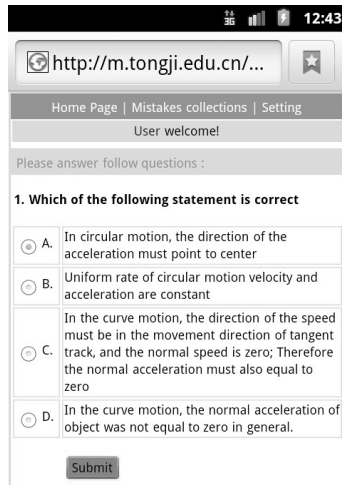 3G 12:43
http://m.tongji.edu.cn/...
Home Page | Mistakes collections | Setting
User welcome!
Please answer follow questions :
1. Which of the following statement is correct
A. In circular motion, the direction of the
acceleration must point to center
B. Uniform rate of circular motion velocity and
acceleration are constant
In the curve motion, the direction of the speed
must be in the movement direction of tangent
C. track, and the normal speed is zero; Therefore
the normal acceleration must also equal to
zero
D. In the curve motion, the normal acceleration of
object was not equal to zero in general.
Submit